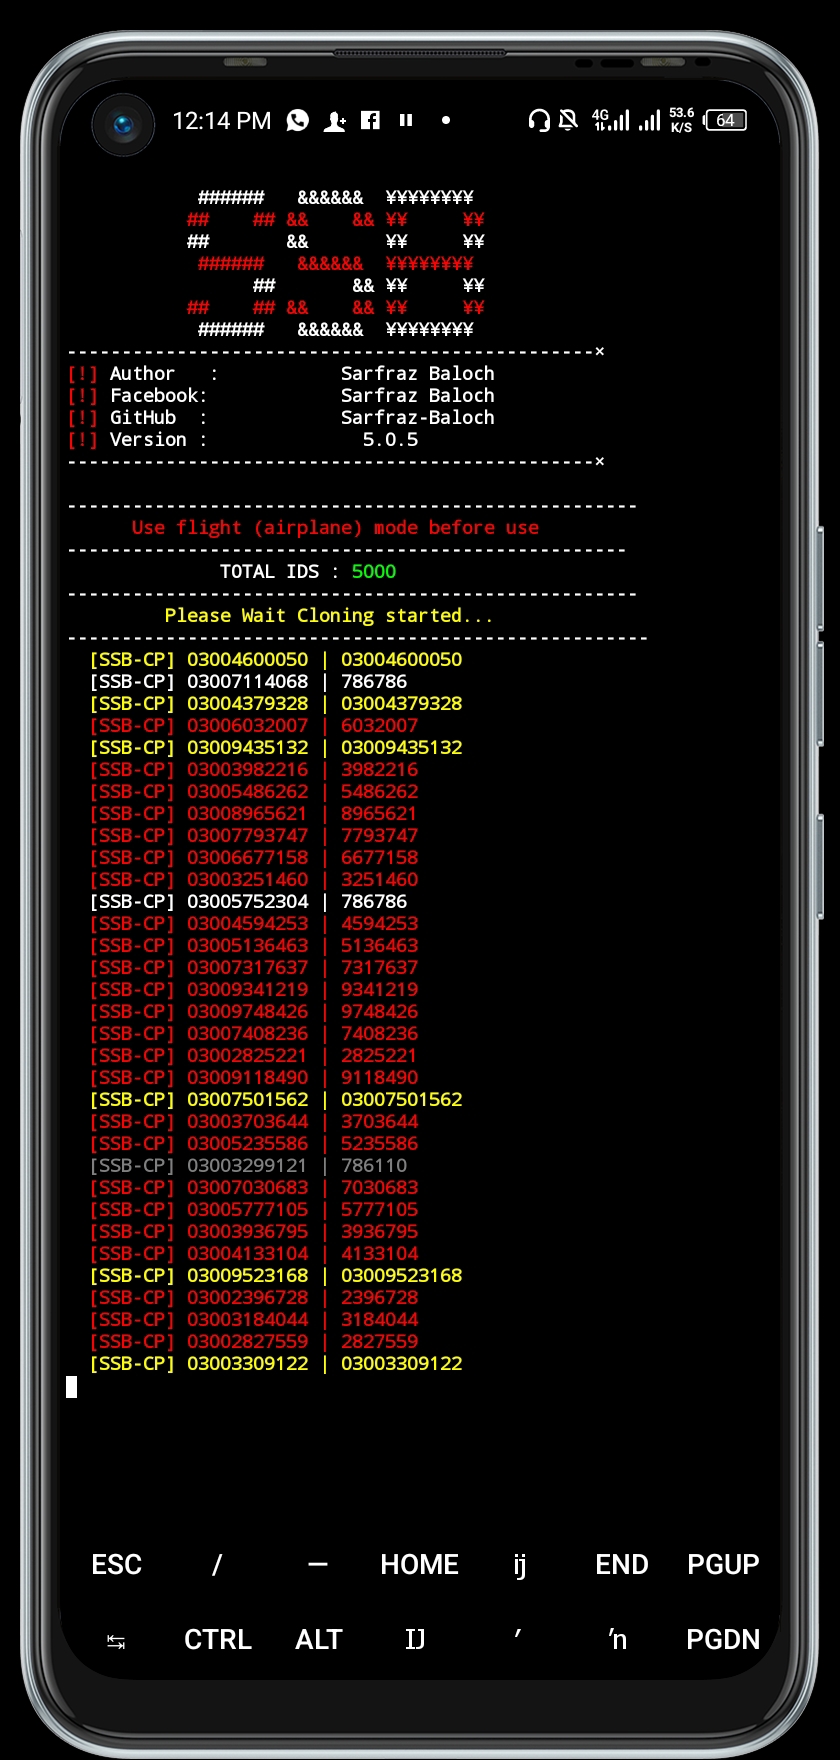 12:14 PM 4G 53.6 K/S 64
###### &&&&&& ¥¥¥¥¥¥¥¥
## ## && && ¥¥ ¥¥
## && ¥¥ ¥¥
###### &&&&&& ¥¥¥¥¥¥¥¥
## && ¥¥ ¥¥
## ## && && ¥¥ ¥¥
###### &&&&&& ¥¥¥¥¥¥¥¥
------------------------------------------------×
[!] Author : Sarfraz Baloch
[!] Facebook: Sarfraz Baloch
[!] GitHub : Sarfraz-Baloch
[!] Version : 5.0.5
------------------------------------------------×
----------------------------------------------------
Use flight (airplane) mode before use
---------------------------------------------------
TOTAL IDS : 5000
----------------------------------------------------
Please Wait Cloning started...
-----------------------------------------------------
[SSB-CP] 03004600050 | 03004600050
[SSB-CP] 03007114068 | 786786
[SSB-CP] 03004379328 | 03004379328
[SSB-CP] 03006032007 | 6032007
[SSB-CP] 03009435132 | 03009435132
[SSB-CP] 03003982216 | 3982216
[SSB-CP] 03005486262 | 5486262
[SSB-CP] 03008965621 | 8965621
[SSB-CP] 03007793747 | 7793747
[SSB-CP] 03006677158 | 6677158
[SSB-CP] 03003251460 | 3251460
[SSB-CP] 03005752304 | 786786
[SSB-CP] 03004594253 | 4594253
[SSB-CP] 03005136463 | 5136463
[SSB-CP] 03007317637 | 7317637
[SSB-CP] 03009341219 | 9341219
[SSB-CP] 03009748426 | 9748426
[SSB-CP] 03007408236 | 7408236
[SSB-CP] 03002825221 | 2825221
[SSB-CP] 03009118490 | 9118490
[SSB-CP] 03007501562 | 03007501562
[SSB-CP] 03003703644 | 3703644
[SSB-CP] 03005235586 | 5235586
[SSB-CP] 03003299121 | 786110
[SSB-CP] 03007030683 | 7030683
[SSB-CP] 03005777105 | 5777105
[SSB-CP] 03003936795 | 3936795
[SSB-CP] 03004133104 | 4133104
[SSB-CP] 03009523168 | 03009523168
[SSB-CP] 03002396728 | 2396728
[SSB-CP] 03003184044 | 3184044
[SSB-CP] 03002827559 | 2827559
[SSB-CP] 03003309122 | 03003309122
ESC / — HOME ĳ END PGUP
↹ CTRL ALT Ĳ ′ ŉ PGDN